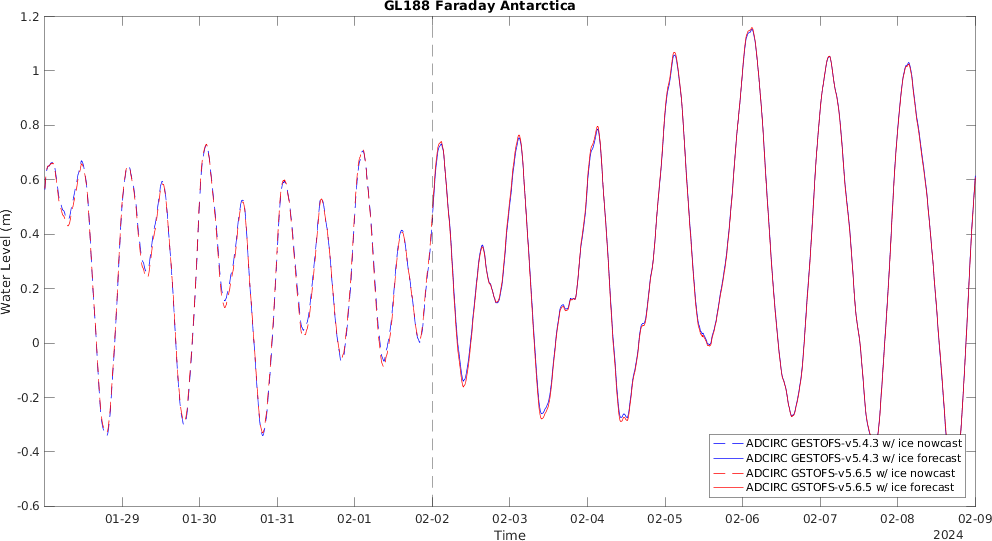 GL188 Faraday Antarctica
1.2
1
0.8
0.6
0.4
0.2
0
-0.2
-0.4
-0.6
Water Level (m)
ADCIRC GESTOFS-v5.4.3 w/ ice nowcast
ADCIRC GESTOFS-v5.4.3 w/ ice forecast
ADCIRC GSTOFS-v5.6.5 w/ ice nowcast
ADCIRC GSTOFS-v5.6.5 w/ ice forecast
01-29 01-30 01-31 02-01 02-02 02-03 02-04 02-05 02-06 02-07 02-08 02-09
Time
2024